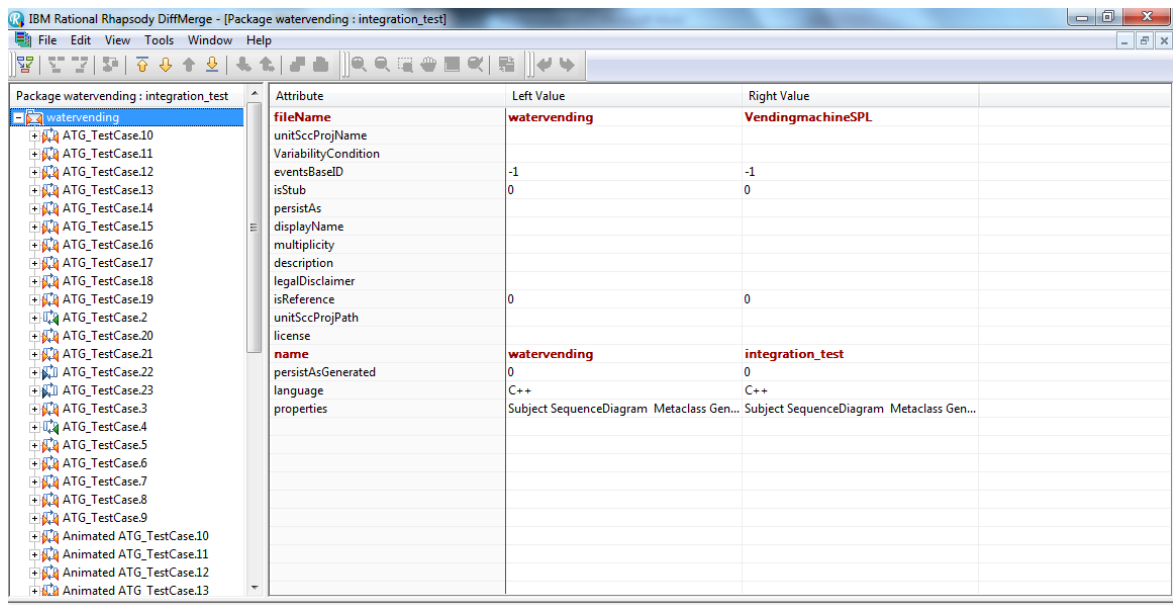 IBM Rational Rhapsody DiffMerge - [Package watervending : integration_test]
File Edit View Tools Window Help
Package watervending : integration_test
watervending
ATG_TestCase.10
ATG_TestCase.11
ATG_TestCase.12
ATG_TestCase.13
ATG_TestCase.14
ATG_TestCase.15
ATG_TestCase.16
ATG_TestCase.17
ATG_TestCase.18
ATG_TestCase.19
ATG_TestCase.2
ATG_TestCase.20
ATG_TestCase.21
ATG_TestCase.22
ATG_TestCase.23
ATG_TestCase.3
ATG_TestCase.4
ATG_TestCase.5
ATG_TestCase.6
ATG_TestCase.7
ATG_TestCase.8
ATG_TestCase.9
Animated ATG_TestCase.10
Animated ATG_TestCase.11
Animated ATG_TestCase.12
Animated ATG_TestCase.13
Attribute Left Value Right Value
fileName watervending VendingmachineSPL
unitSccProjName
VariabilityCondition
eventsBaseID -1 -1
isStub 0 0
persistAs
displayName
multiplicity
description
legalDisclaimer
isReference 0 0
unitSccProjPath
license
name watervending integration_test
persistAsGenerated 0 0
language C++ C++
properties Subject SequenceDiagram Metaclass Gen... Subject SequenceDiagram Metaclass Gen...